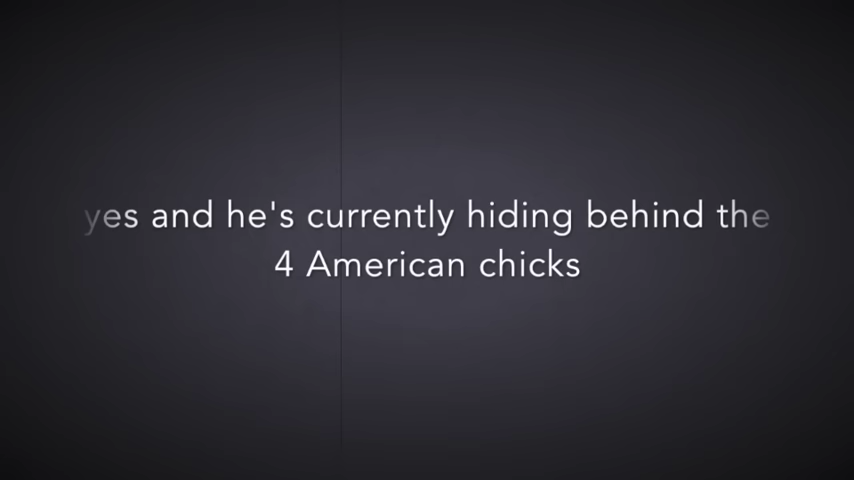 yes and he's currently hiding behind the
4 American chicks